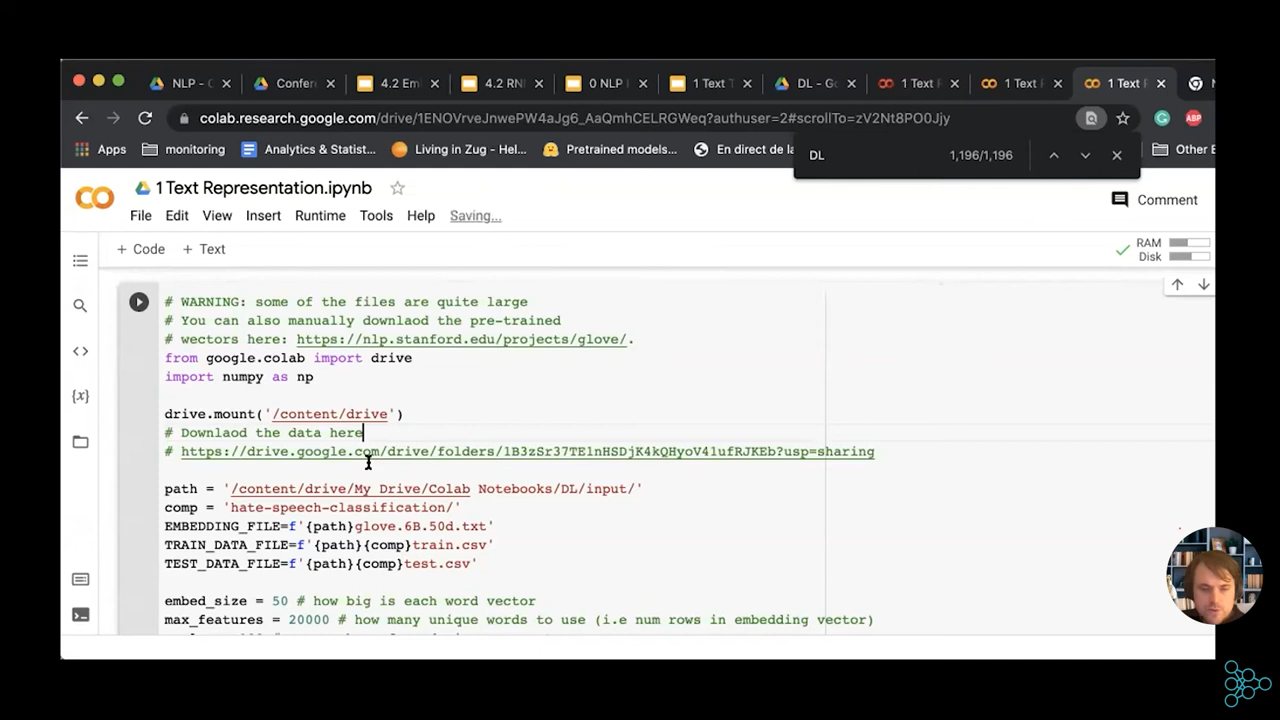 NLP - G
Conferen
4.2 Em
4.2 RN
0 NLP
1 Text T
DL - Go
1 Text
1 Text
1 Text
colab.research.google.com/drive/1ENOVrveJnwePW4aJg6_AaQmhCELRGWeq?authuser=2#scrollTo=zV2Nt8PO0Jjy
Apps
monitoring
Analytics & Statist...
Living in Zug - Hel...
Pretrained models...
En direct de la
Other B
DL
1,196/1,196
1 Text Representation.ipynb
File Edit View Insert Runtime Tools Help Saving...
Comment
+ Code + Text
RAM
Disk
# WARNING: some of the files are quite large
# You can also manually downlaod the pre-trained
# wectors here: https://nlp.stanford.edu/projects/glove/.
from google.colab import drive
import numpy as np
drive.mount('/content/drive')
# Downlaod the data here
# https://drive.google.com/drive/folders/1B3zSr37TE1nHSDjK4kQHyoV41ufRJKEb?usp=sharing
path = '/content/drive/My Drive/Colab Notebooks/DL/input/'
comp = 'hate-speech-classification/'
EMBEDDING_FILE=f'{path}glove.6B.50d.txt'
TRAIN_DATA_FILE=f'{path}{comp}train.csv'
TEST_DATA_FILE=f'{path}{comp}test.csv'
embed_size = 50 # how big is each word vector
max_features = 20000 # how many unique words to use (i.e num rows in embedding vector)